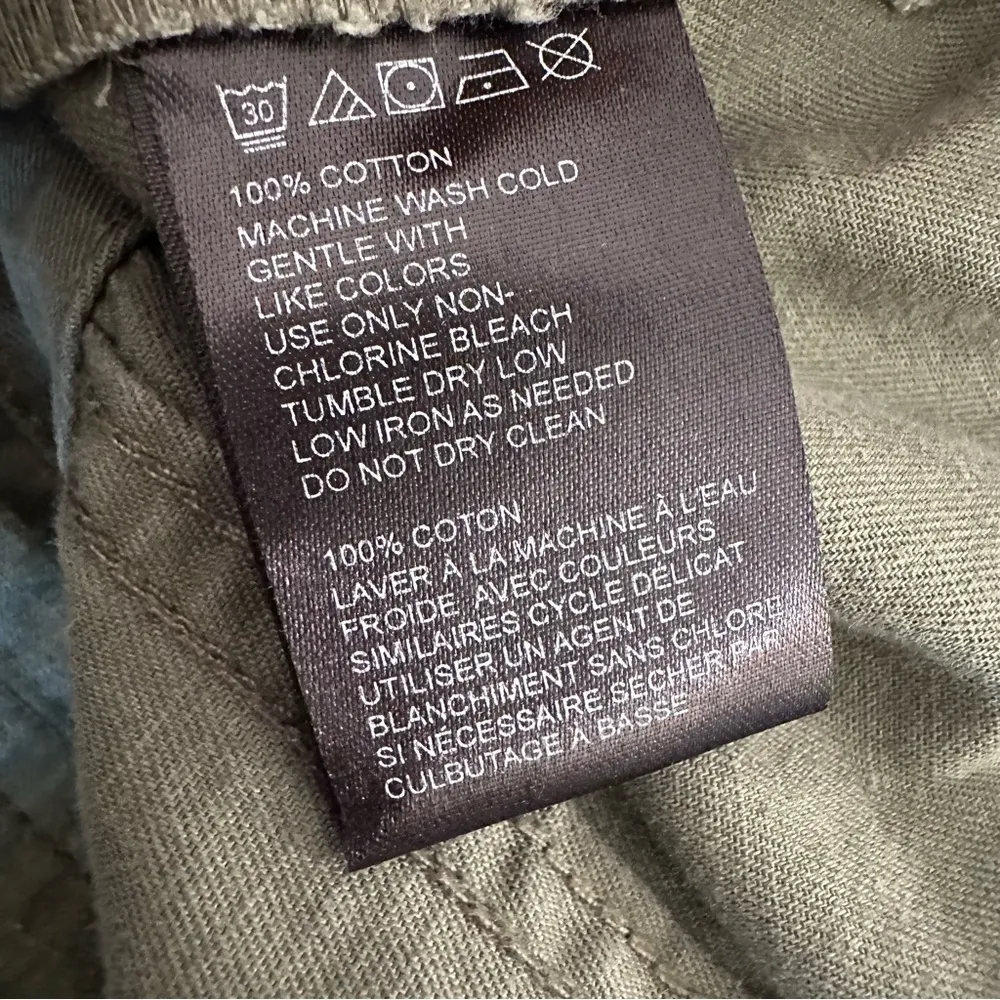 30
100% COTTON
MACHINE WASH COLD
GENTLE WITH
LIKE COLORS
USE ONLY NON-
CHLORINE BLEACH
TUMBLE DRY LOW
LOW IRON AS NEEDED
DO NOT DRY CLEAN
100% COTON
LAVER À LA MACHINE À L'EAU
FROIDE, AVEC COULEURS
SIMILAIRES CYCLE DÉLICAT
UTILISER UN AGENT DE
BLANCHIMENT SANS CHLORE
SI NÉCESSAIRE SÉCHER PAR
CULBUTAGE À BASSE